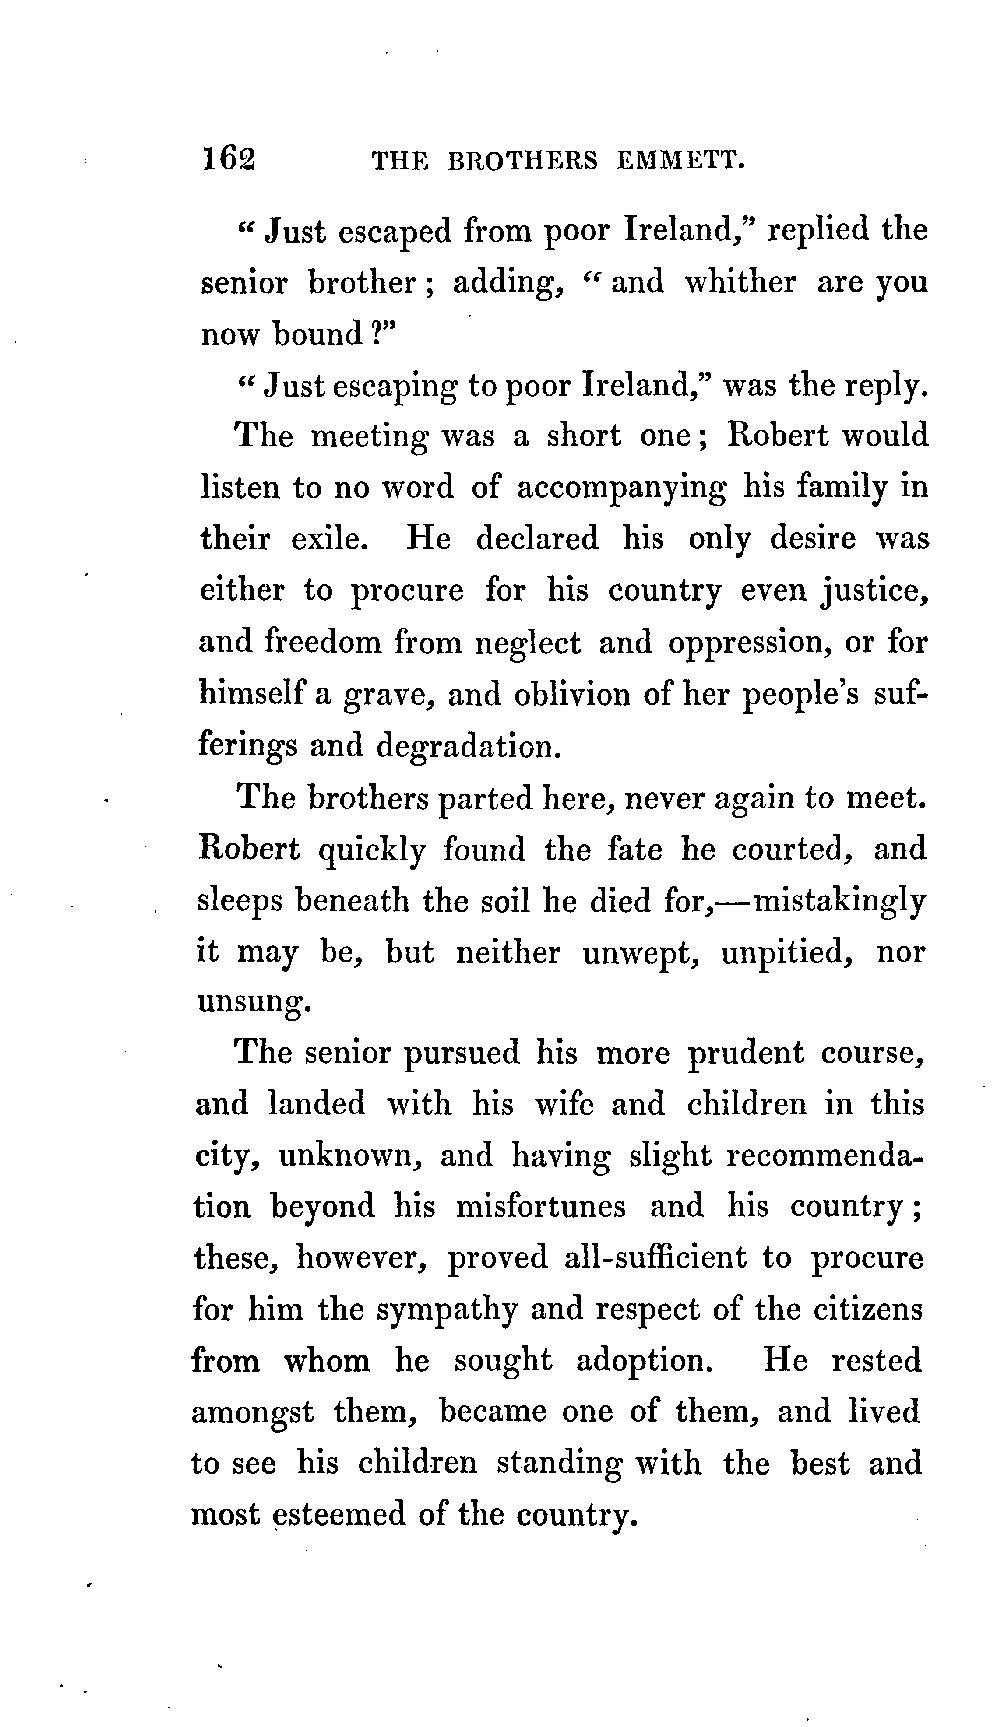 162 THE BROTHERS EMMETT.
“ Just escaped from poor Ireland,” replied the
senior brother ; adding, “ and whither are you
now bound ?”
“ Just escaping to poor Ireland,” was the reply.
The meeting was a short one ; Robert would
listen to no word of accompanying his family in
their exile. He declared his only desire was
either to procure for his country even justice,
and freedom from neglect and oppression, or for
himself a grave, and oblivion of her people’s suf-
ferings and degradation.
The brothers parted here, never again to meet.
Robert quickly found the fate he courted, and
sleeps beneath the soil he died for,—mistakingly
it may be, but neither unwept, unpitied, nor
unsung.
The senior pursued his more prudent course,
and landed with his wife and children in this
city, unknown, and having slight recommenda-
tion beyond his misfortunes and his country ;
these, however, proved all-sufficient to procure
for him the sympathy and respect of the citizens
from whom he sought adoption. He rested
amongst them, became one of them, and lived
to see his children standing with the best and
most esteemed of the country.